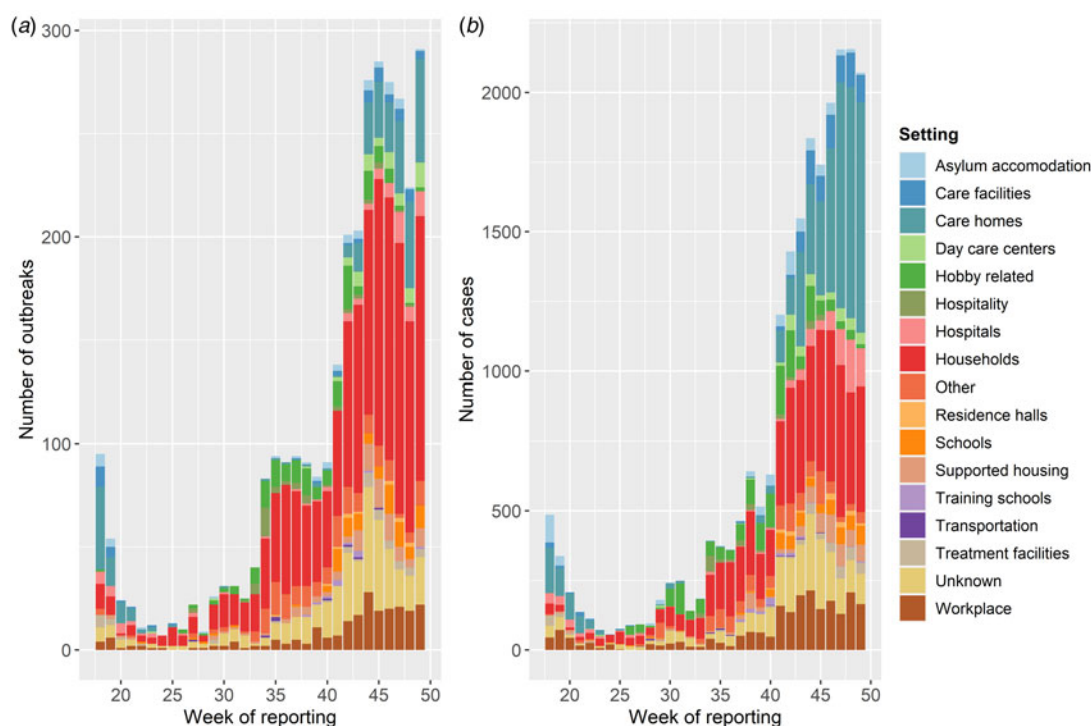 (a)
300
200
100
0
Number of outbreaks
20
25
30
35
40
45
50
Week of reporting
(b)
2000
1500
1000
500
0
Number of cases
20
25
30
35
40
45
50
Week of reporting
Setting
Asylum accomodation
Care facilities
Care homes
Day care centers
Hobby related
Hospitality
Hospitals
Households
Other
Residence halls
Schools
Supported housing
Training schools
Transportation
Treatment facilities
Unknown
Workplace